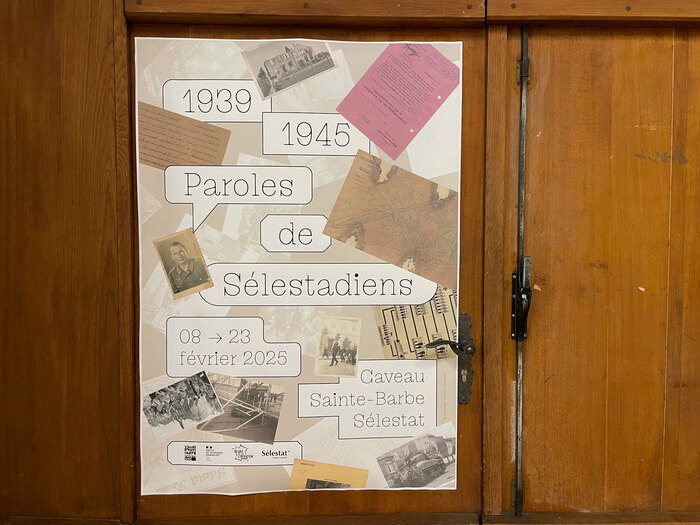 1939
1945
Paroles
de
Sélestadiens
08 → 23
février 2025
Caveau
Sainte-Barbe
Sélestat
Sélestat